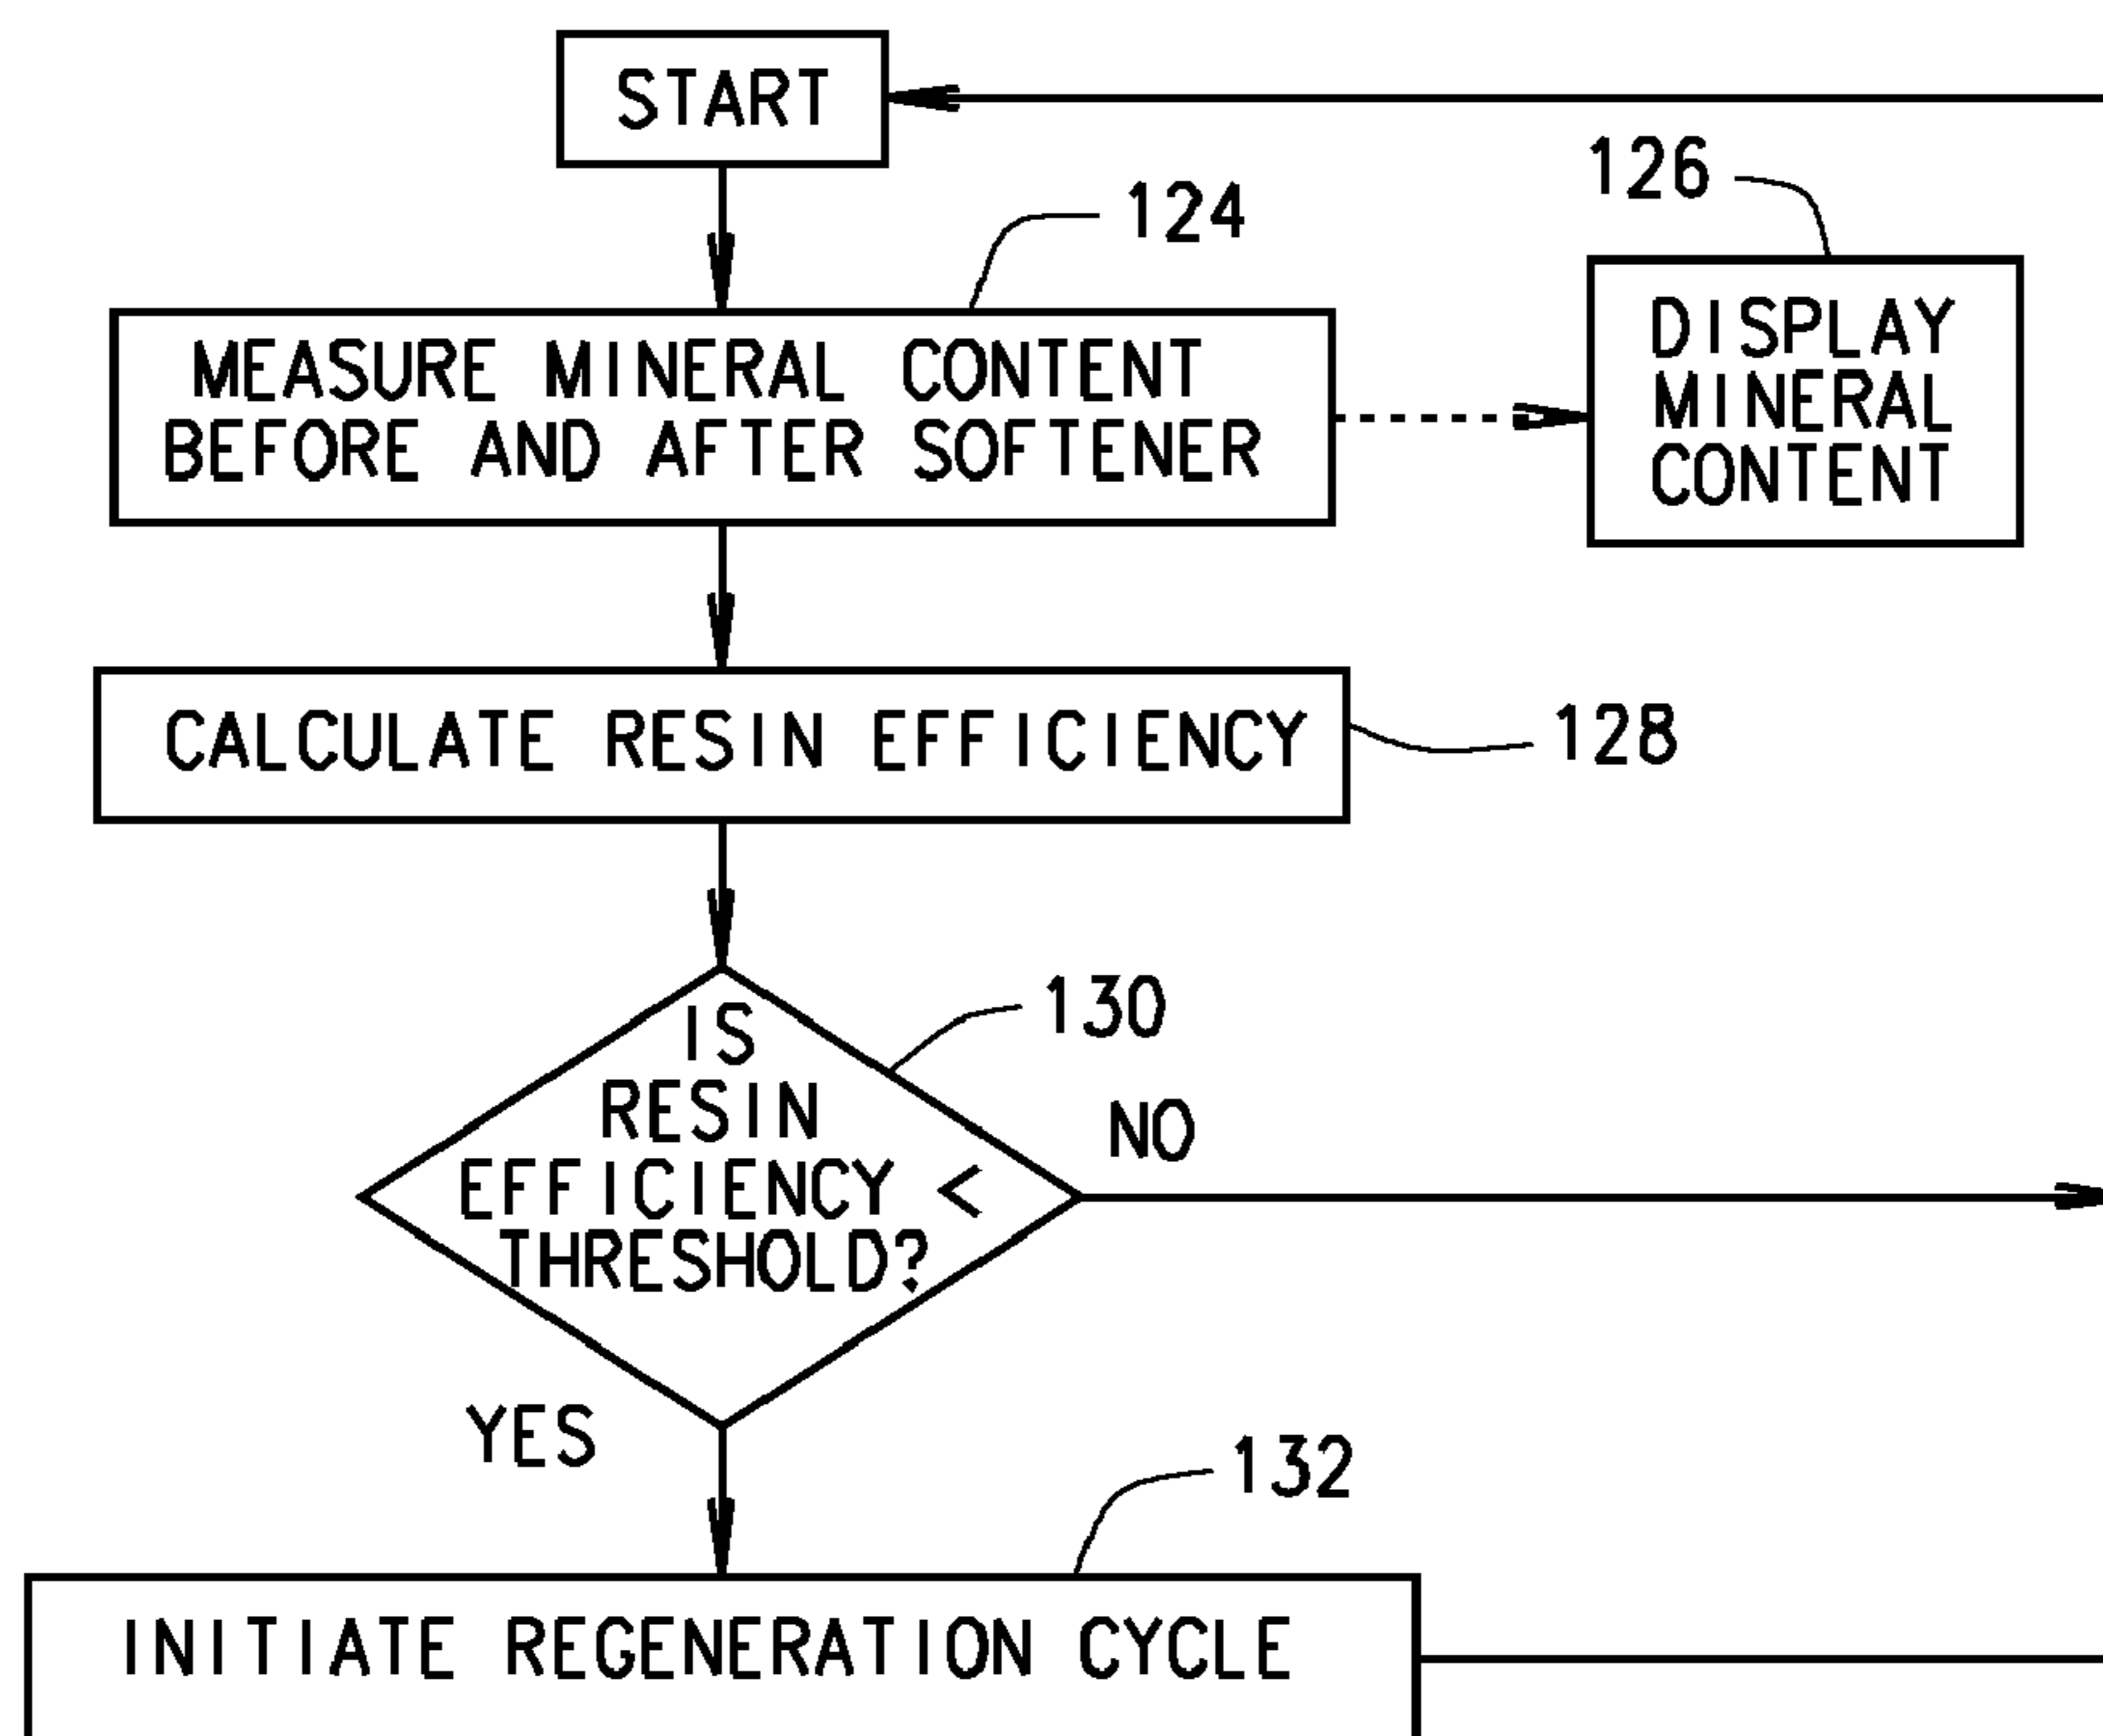 START
124
126
MEASURE MINERAL CONTENT
BEFORE AND AFTER SOFTENER
DISPLAY
MINERAL
CONTENT
CALCULATE RESIN EFFICIENCY
128
130
IS
RESIN
EFFICIENCY <
THRESHOLD?
NO
YES
132
INITIATE REGENERATION CYCLE